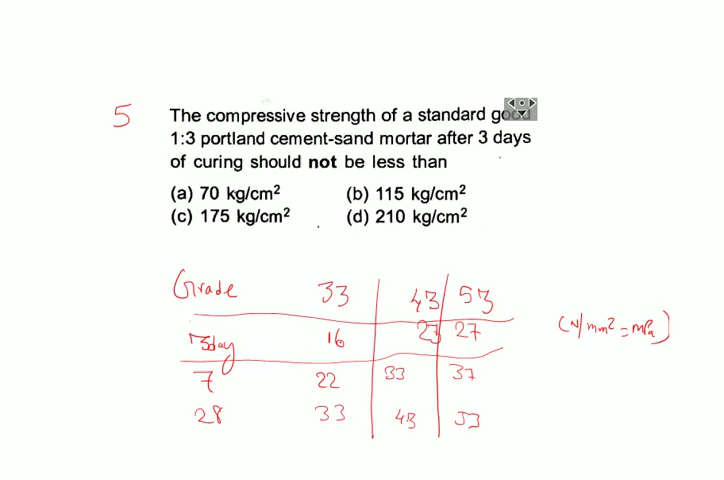 5 The compressive strength of a standard good
1:3 portland cement-sand mortar after 3 days
of curing should not be less than
(a) 70 kg/cm² (b) 115 kg/cm²
(c) 175 kg/cm² (d) 210 kg/cm²
Grade 33 43 53
3day 16 23 27 (N/mm² = MPa)
7 22 33 37
28 33 43 53